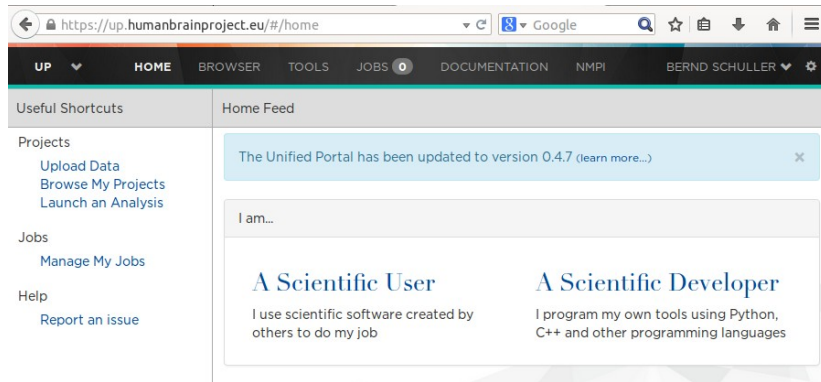 https://up.humanbrainproject.eu/#/home
Google
UP HOME BROWSER TOOLS JOBS 0 DOCUMENTATION NMPI BERND SCHULLER
Useful Shortcuts
Home Feed
Projects
Upload Data
Browse My Projects
Launch an Analysis
Jobs
Manage My Jobs
Help
Report an issue
The Unified Portal has been updated to version 0.4.7 (learn more...) ×
I am...
A Scientific User
I use scientific software created by
others to do my job
A Scientific Developer
I program my own tools using Python,
C++ and other programming languages